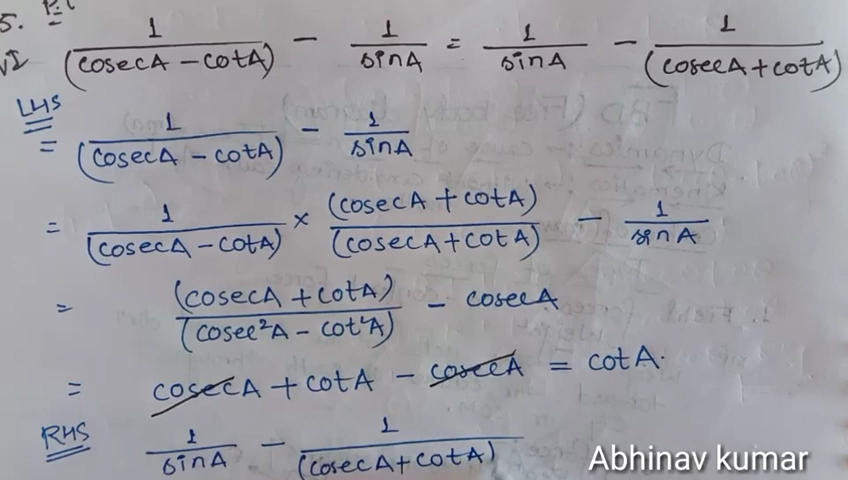 5. P.T
VI 1/(cosecA - cotA) - 1/sinA = 1/sinA - 1/(cosecA + cotA)
LHS
= 1/(cosecA - cotA) - 1/sinA
= 1/(cosecA - cotA) × (cosecA + cotA)/(cosecA + cotA) - 1/sinA
= (cosecA + cotA)/(cosec²A - cot²A) - cosecA
= cosecA + cotA - cosecA = cotA.
RHS 1/sinA - 1/(cosecA + cotA)
Abhinav kumar